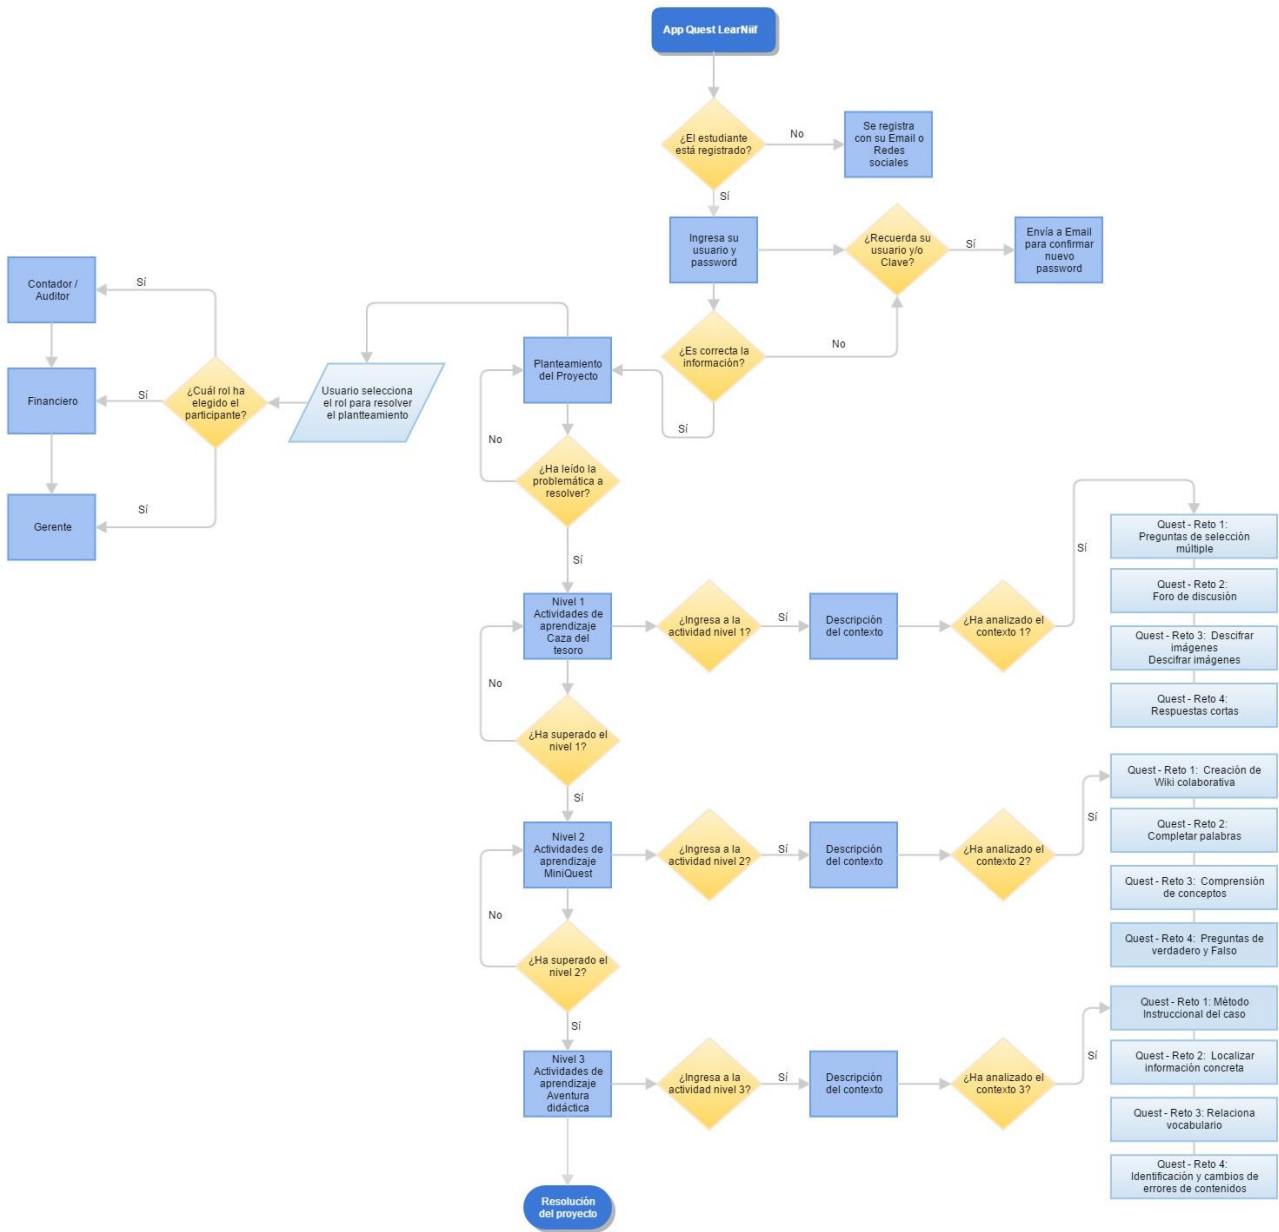 App Quest LearNiif
¿El estudiante
está registrado?
No
Se registra
con su Email o
Redes
sociales
Sí
Ingresa su
usuario y
password
¿Recuerda su
usuario y/o
Clave?
Sí
Envía a Email
para confirmar
nuevo
password
¿Es correcta la
información?
No
Sí
Planteamiento
del Proyecto
Usuario selecciona
el rol para resolver
el plantteamiento
¿Cuál rol ha
elegido el
participante?
Sí
Contador /
Auditor
Sí
Financiero
Sí
Gerente
No
¿Ha leído la
problemática a
resolver?
Sí
Nivel 1
Actividades de
aprendizaje
Caza del
tesoro
¿Ingresa a la
actividad nivel 1?
Sí
Descripción
del contexto
¿Ha analizado el
contexto 1?
Sí
Quest - Reto 1:
Preguntas de selección
múltiple
Quest - Reto 2:
Foro de discusión
Quest - Reto 3: Descifrar
imágenes
Descifrar imágenes
Quest - Reto 4:
Respuestas cortas
No
¿Ha superado el
nivel 1?
Sí
Nivel 2
Actividades de
aprendizaje
MiniQuest
¿Ingresa a la
actividad nivel 2?
Sí
Descripción
del contexto
¿Ha analizado el
contexto 2?
Sí
Quest - Reto 1: Creación de
Wiki colaborativa
Quest - Reto 2:
Completar palabras
Quest - Reto 3: Comprensión
de conceptos
Quest - Reto 4: Preguntas de
verdadero y Falso
No
¿Ha superado el
nivel 2?
Sí
Nivel 3
Actividades de
aprendizaje
Aventura
didáctica
¿Ingresa a la
actividad nivel 3?
Sí
Descripción
del contexto
¿Ha analizado el
contexto 3?
Sí
Quest - Reto 1: Método
Instruccional del caso
Quest - Reto 2: Localizar
información concreta
Quest - Reto 3: Relaciona
vocabulario
Quest - Reto 4:
Identificación y cambios de
errores de contenidos
Resolución
del proyecto